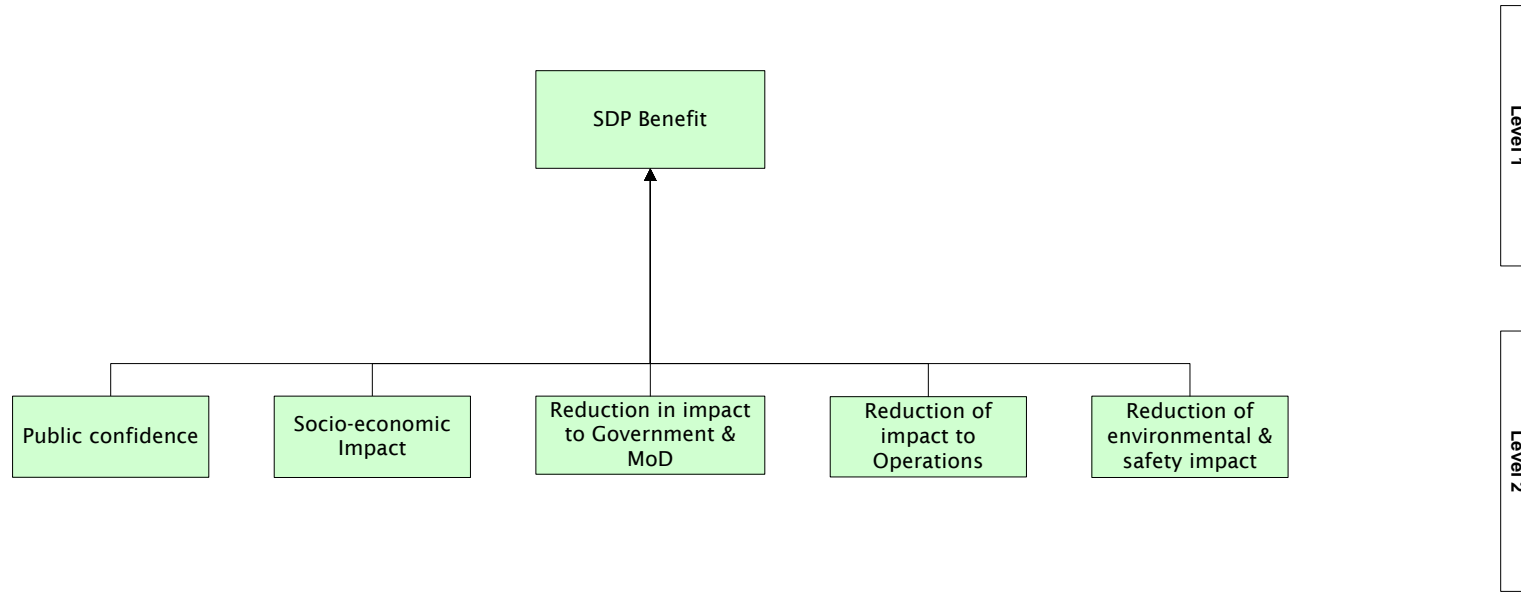 SDP Benefit
Level 1
Public confidence
Socio-economic
Impact
Reduction in impact
to Government &
MoD
Reduction of
impact to
Operations
Reduction of
environmental &
safety impact
Level 2